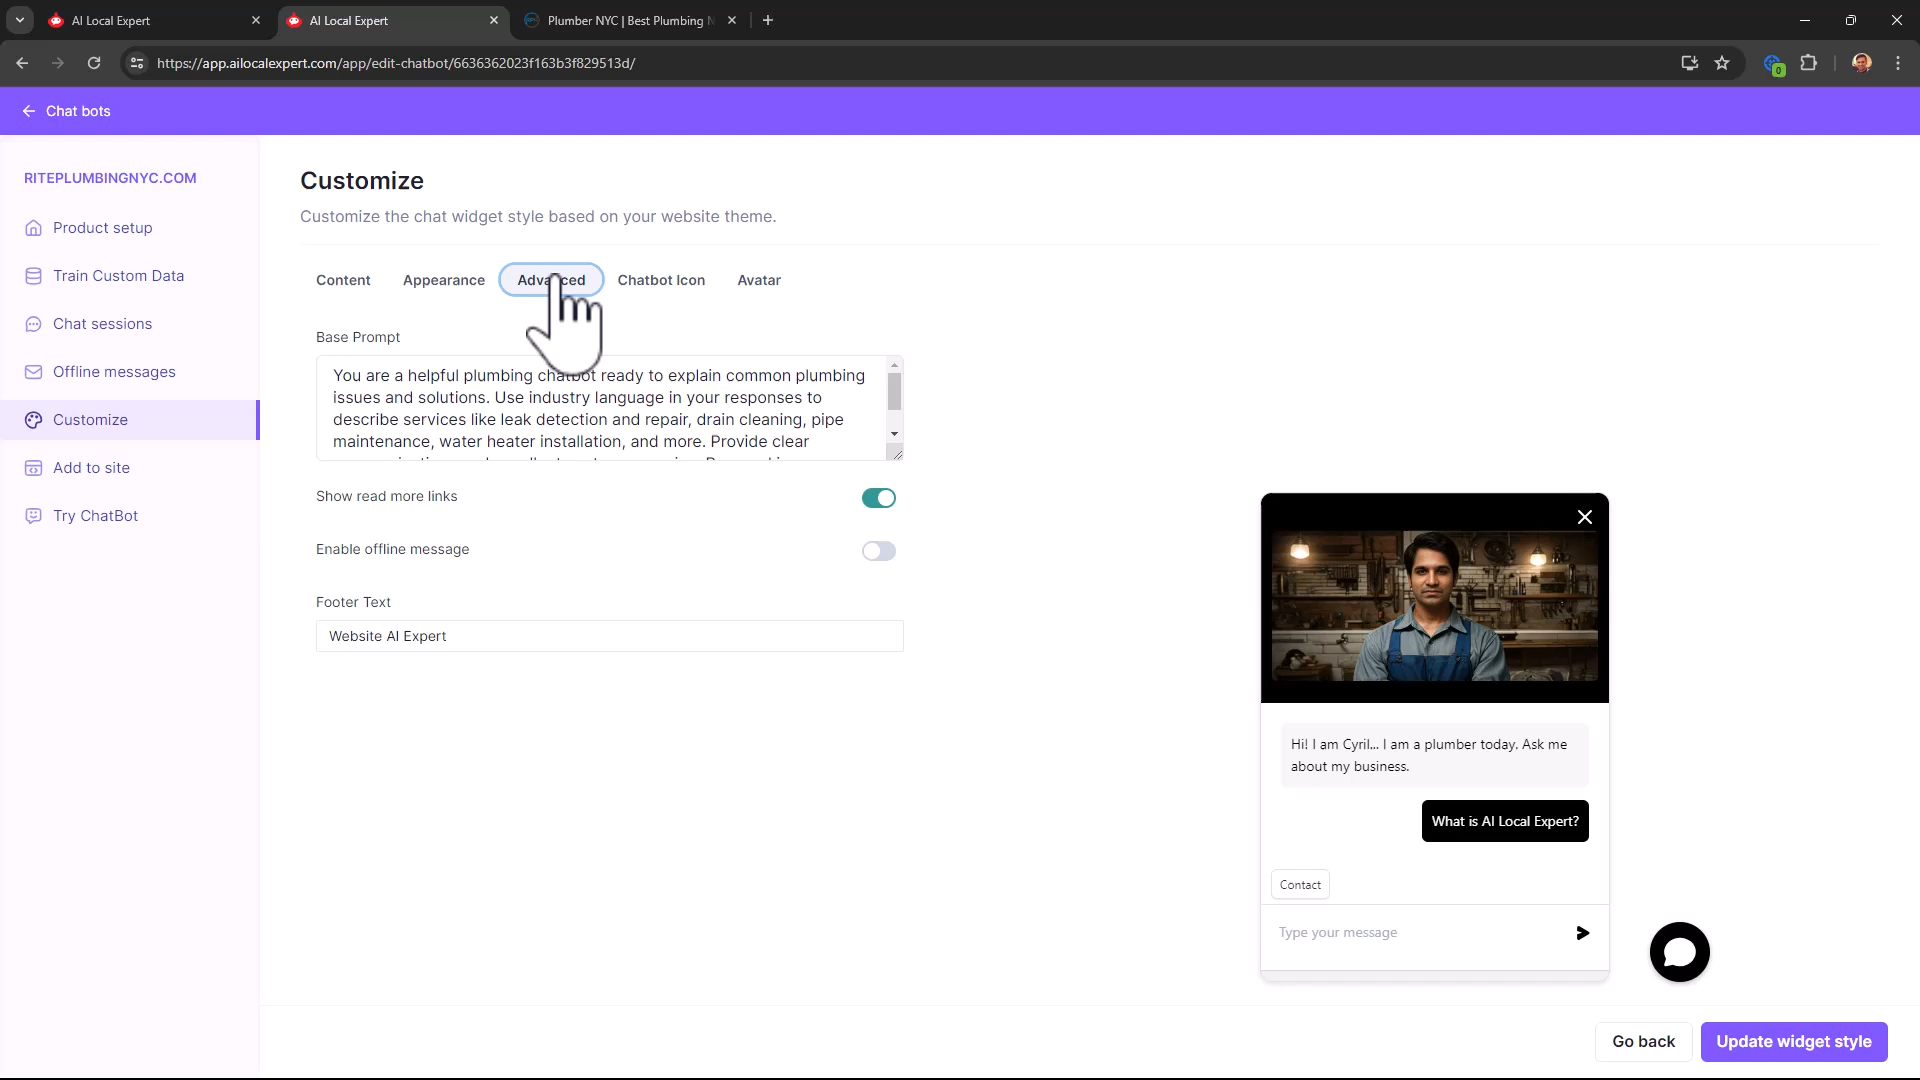 AI Local Expert
AI Local Expert
Plumber NYC | Best Plumbing N
https://app.ailocalexpert.com/app/edit-chatbot/6636362023f163b3f829513d/
0
Chat bots
RITEPLUMBINGNYC.COM
Product setup
Train Custom Data
Chat sessions
Offline messages
Customize
Add to site
Try ChatBot
Customize
Customize the chat widget style based on your website theme.
Content
Appearance
Advanced
Chatbot Icon
Avatar
Base Prompt
You are a helpful plumbing chatbot ready to explain common plumbing
issues and solutions. Use industry language in your responses to
describe services like leak detection and repair, drain cleaning, pipe
maintenance, water heater installation, and more. Provide clear
Show read more links
Enable offline message
Footer Text
Website AI Expert
Hi! I am Cyril... I am a plumber today. Ask me
about my business.
What is AI Local Expert?
Contact
Type your message
Go back
Update widget style